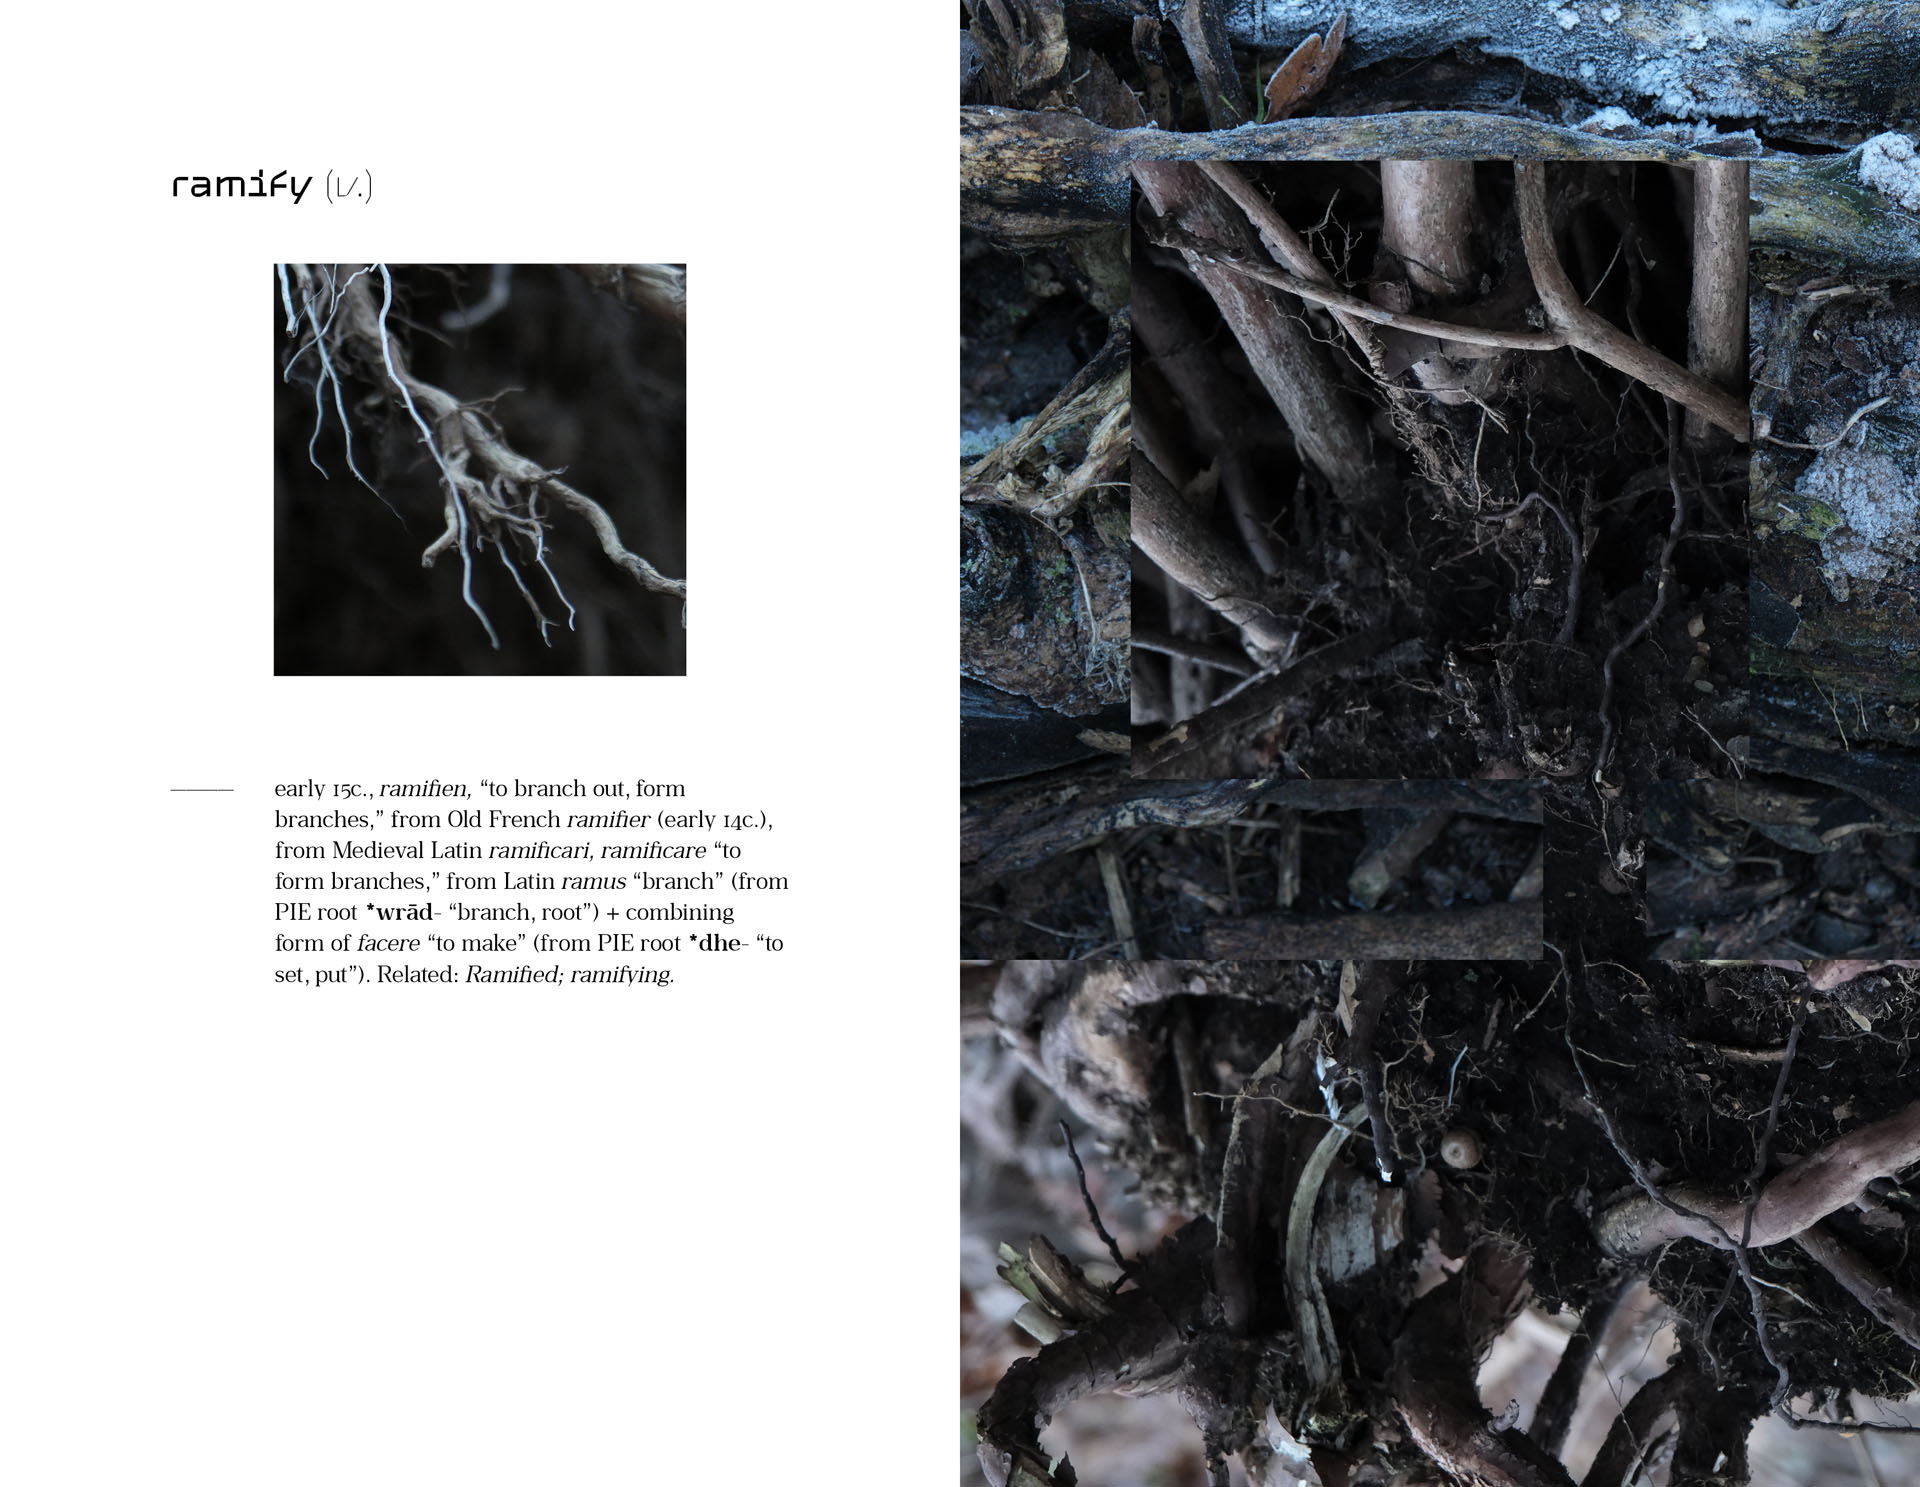 ramify (v.)
early 15c., ramifien, “to branch out, form
branches,” from Old French ramifier (early 14c.),
from Medieval Latin ramificari, ramificare “to
form branches,” from Latin ramus “branch” (from
PIE root *wrād- “branch, root”) + combining
form of facere “to make” (from PIE root *dhe- “to
set, put”). Related: Ramified; ramifying.